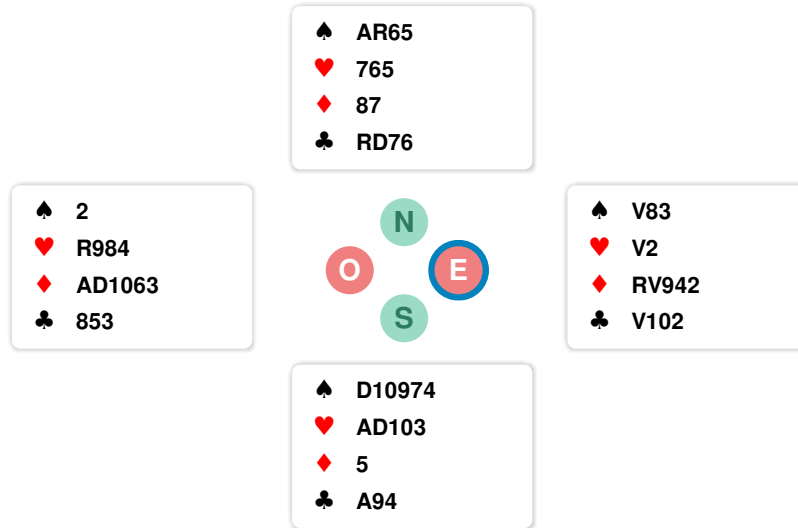 ♠ AR65
♥ 765
♦ 87
♣ RD76
♠ 2
♥ R984
♦ AD1063
♣ 853
N
O E
S
♠ V83
♥ V2
♦ RV942
♣ V102
♠ D10974
♥ AD103
♦ 5
♣ A94